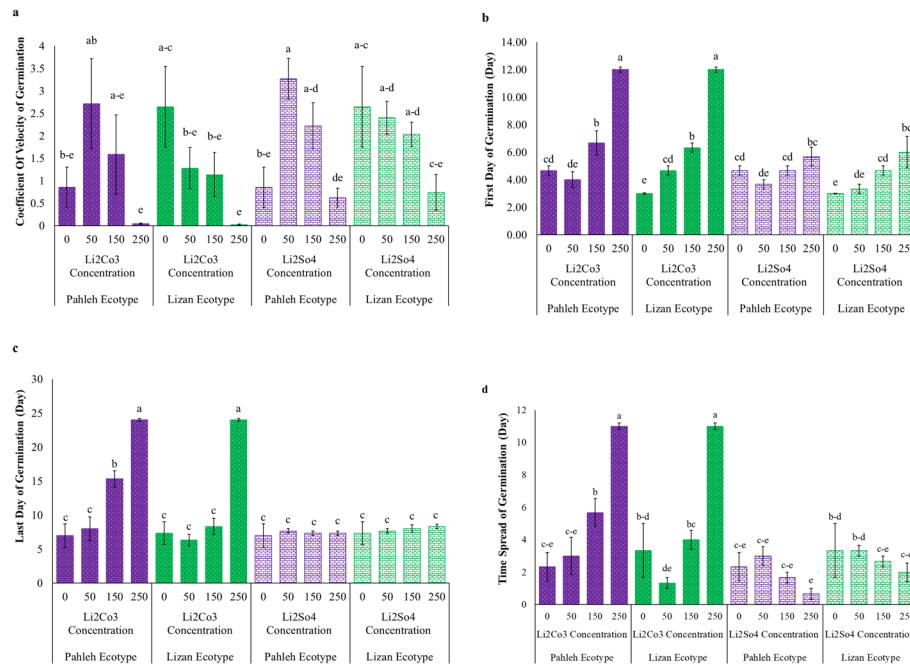 a
Coefficient Of Velocity of Germination
4
3.5
3
2.5
2
1.5
1
0.5
0
b-e
ab
a-e
e
a-c
b-e
b-e
e
b-e
a
a-d
de
a-c
a-d
a-d
c-e
0 50 150 250 0 50 150 250 0 50 150 250 0 50 150 250
Li2Co3 Li2Co3 Li2So4 Li2So4
Concentration Concentration Concentration Concentration
Pahleh Ecotype Lizan Ecotype Pahleh Ecotype Lizan Ecotype
b
First Day of Germination (Day)
14.00
12.00
10.00
8.00
6.00
4.00
2.00
0.00
cd
de
b
a
e
cd
b
a
cd
de
cd
bc
e
de
cd
bc
0 50 150 250 0 50 150 250 0 50 150 250 0 50 150 250
Li2Co3 Li2Co3 Li2So4 Li2So4
Concentration Concentration Concentration Concentration
Pahleh Ecotype Lizan Ecotype Pahleh Ecotype Lizan Ecotype
c
Last Day of Germination (Day)
30
25
20
15
10
5
0
c
c
b
a
c
c
c
a
c
c
c
c
c
c
c
c
0 50 150 250 0 50 150 250 0 50 150 250 0 50 150 250
Li2Co3 Li2Co3 Li2So4 Li2So4
Concentration Concentration Concentration Concentration
Pahleh Ecotype Lizan Ecotype Pahleh Ecotype Lizan Ecotype
d
Time Spread of Germination (Day)
12
10
8
6
4
2
0
c-e
c-e
b
a
b-d
de
bc
a
c-e
c-e
c-e
e
b-d
b-d
c-e
c-e
0 50 150 250 0 50 150 250 0 50 150 250 0 50 150 250
Li2Co3 Concentration Li2Co3 Concentration Li2So4 Concentration Li2So4 Concentration
Pahleh Ecotype Lizan Ecotype Pahleh Ecotype Lizan Ecotype